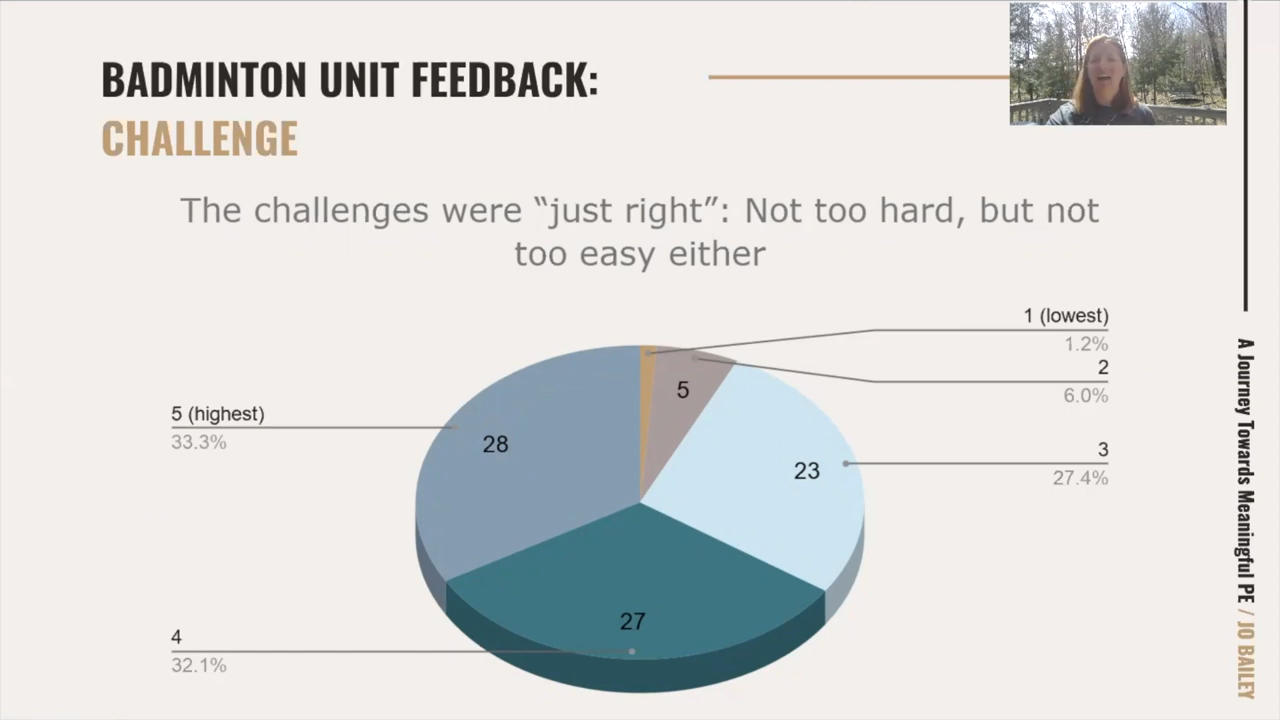 BADMINTON UNIT FEEDBACK:
CHALLENGE
The challenges were “just right”: Not too hard, but not
too easy either
1 (lowest)
1.2%
2
6.0%
3
27.4%
5 (highest)
33.3%
4
32.1%
5
28
23
27
A Journey Towards Meaningful PE / JO BAILEY